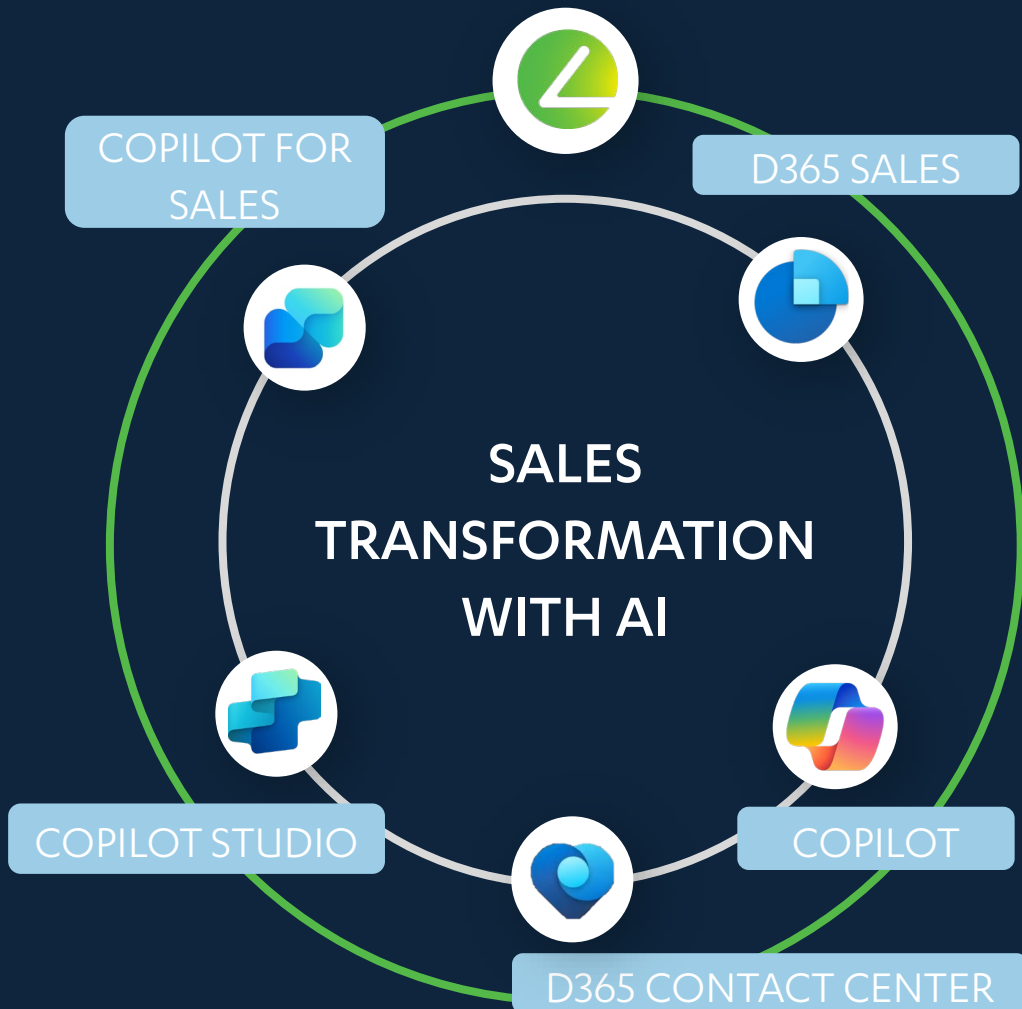 COPILOT FOR
SALES
D365 SALES
SALES
TRANSFORMATION
WITH AI
COPILOT STUDIO
COPILOT
D365 CONTACT CENTER